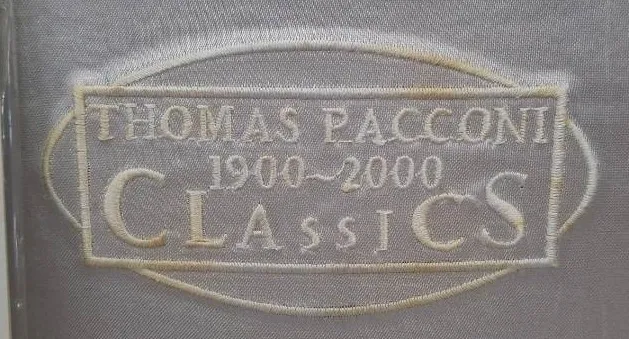 THOMAS PACCONI
1900~2000
CLASSICS